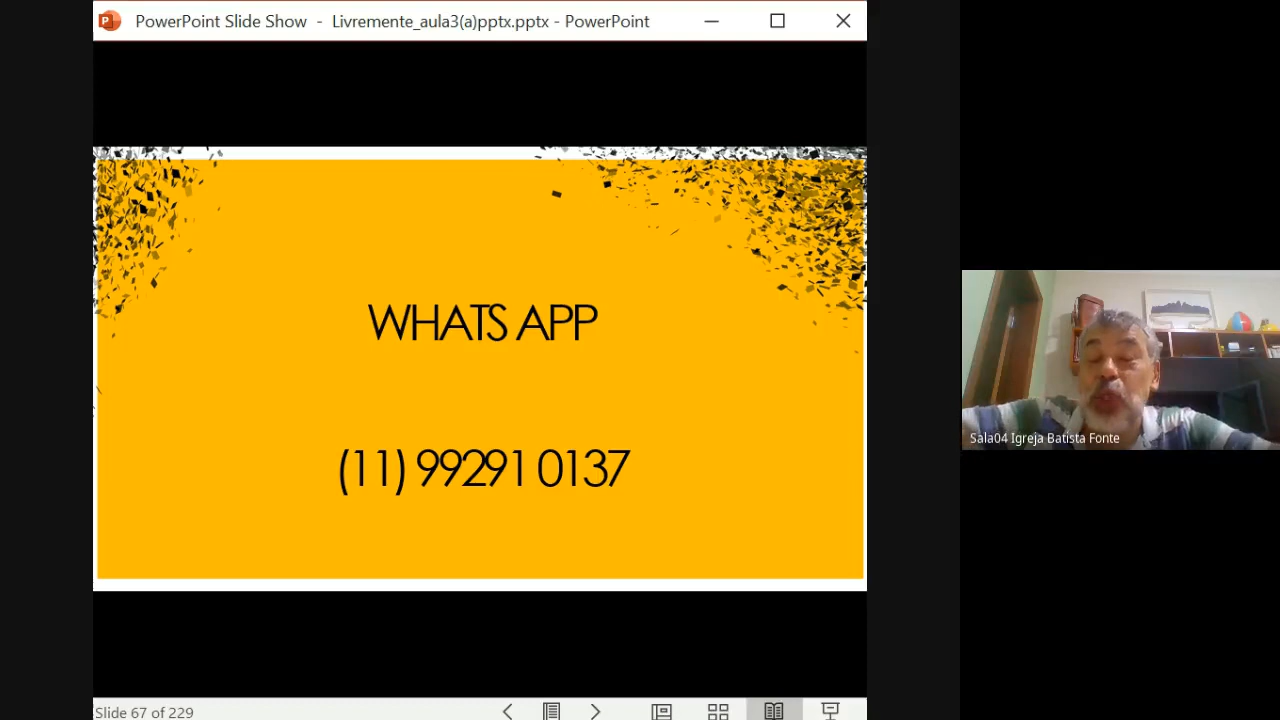 PowerPoint Slide Show - Livremente_aula3(a)pptx.pptx - PowerPoint
WHATS APP
(11) 99291 0137
Sala04 Igreja Batista Fonte
Slide 67 of 229